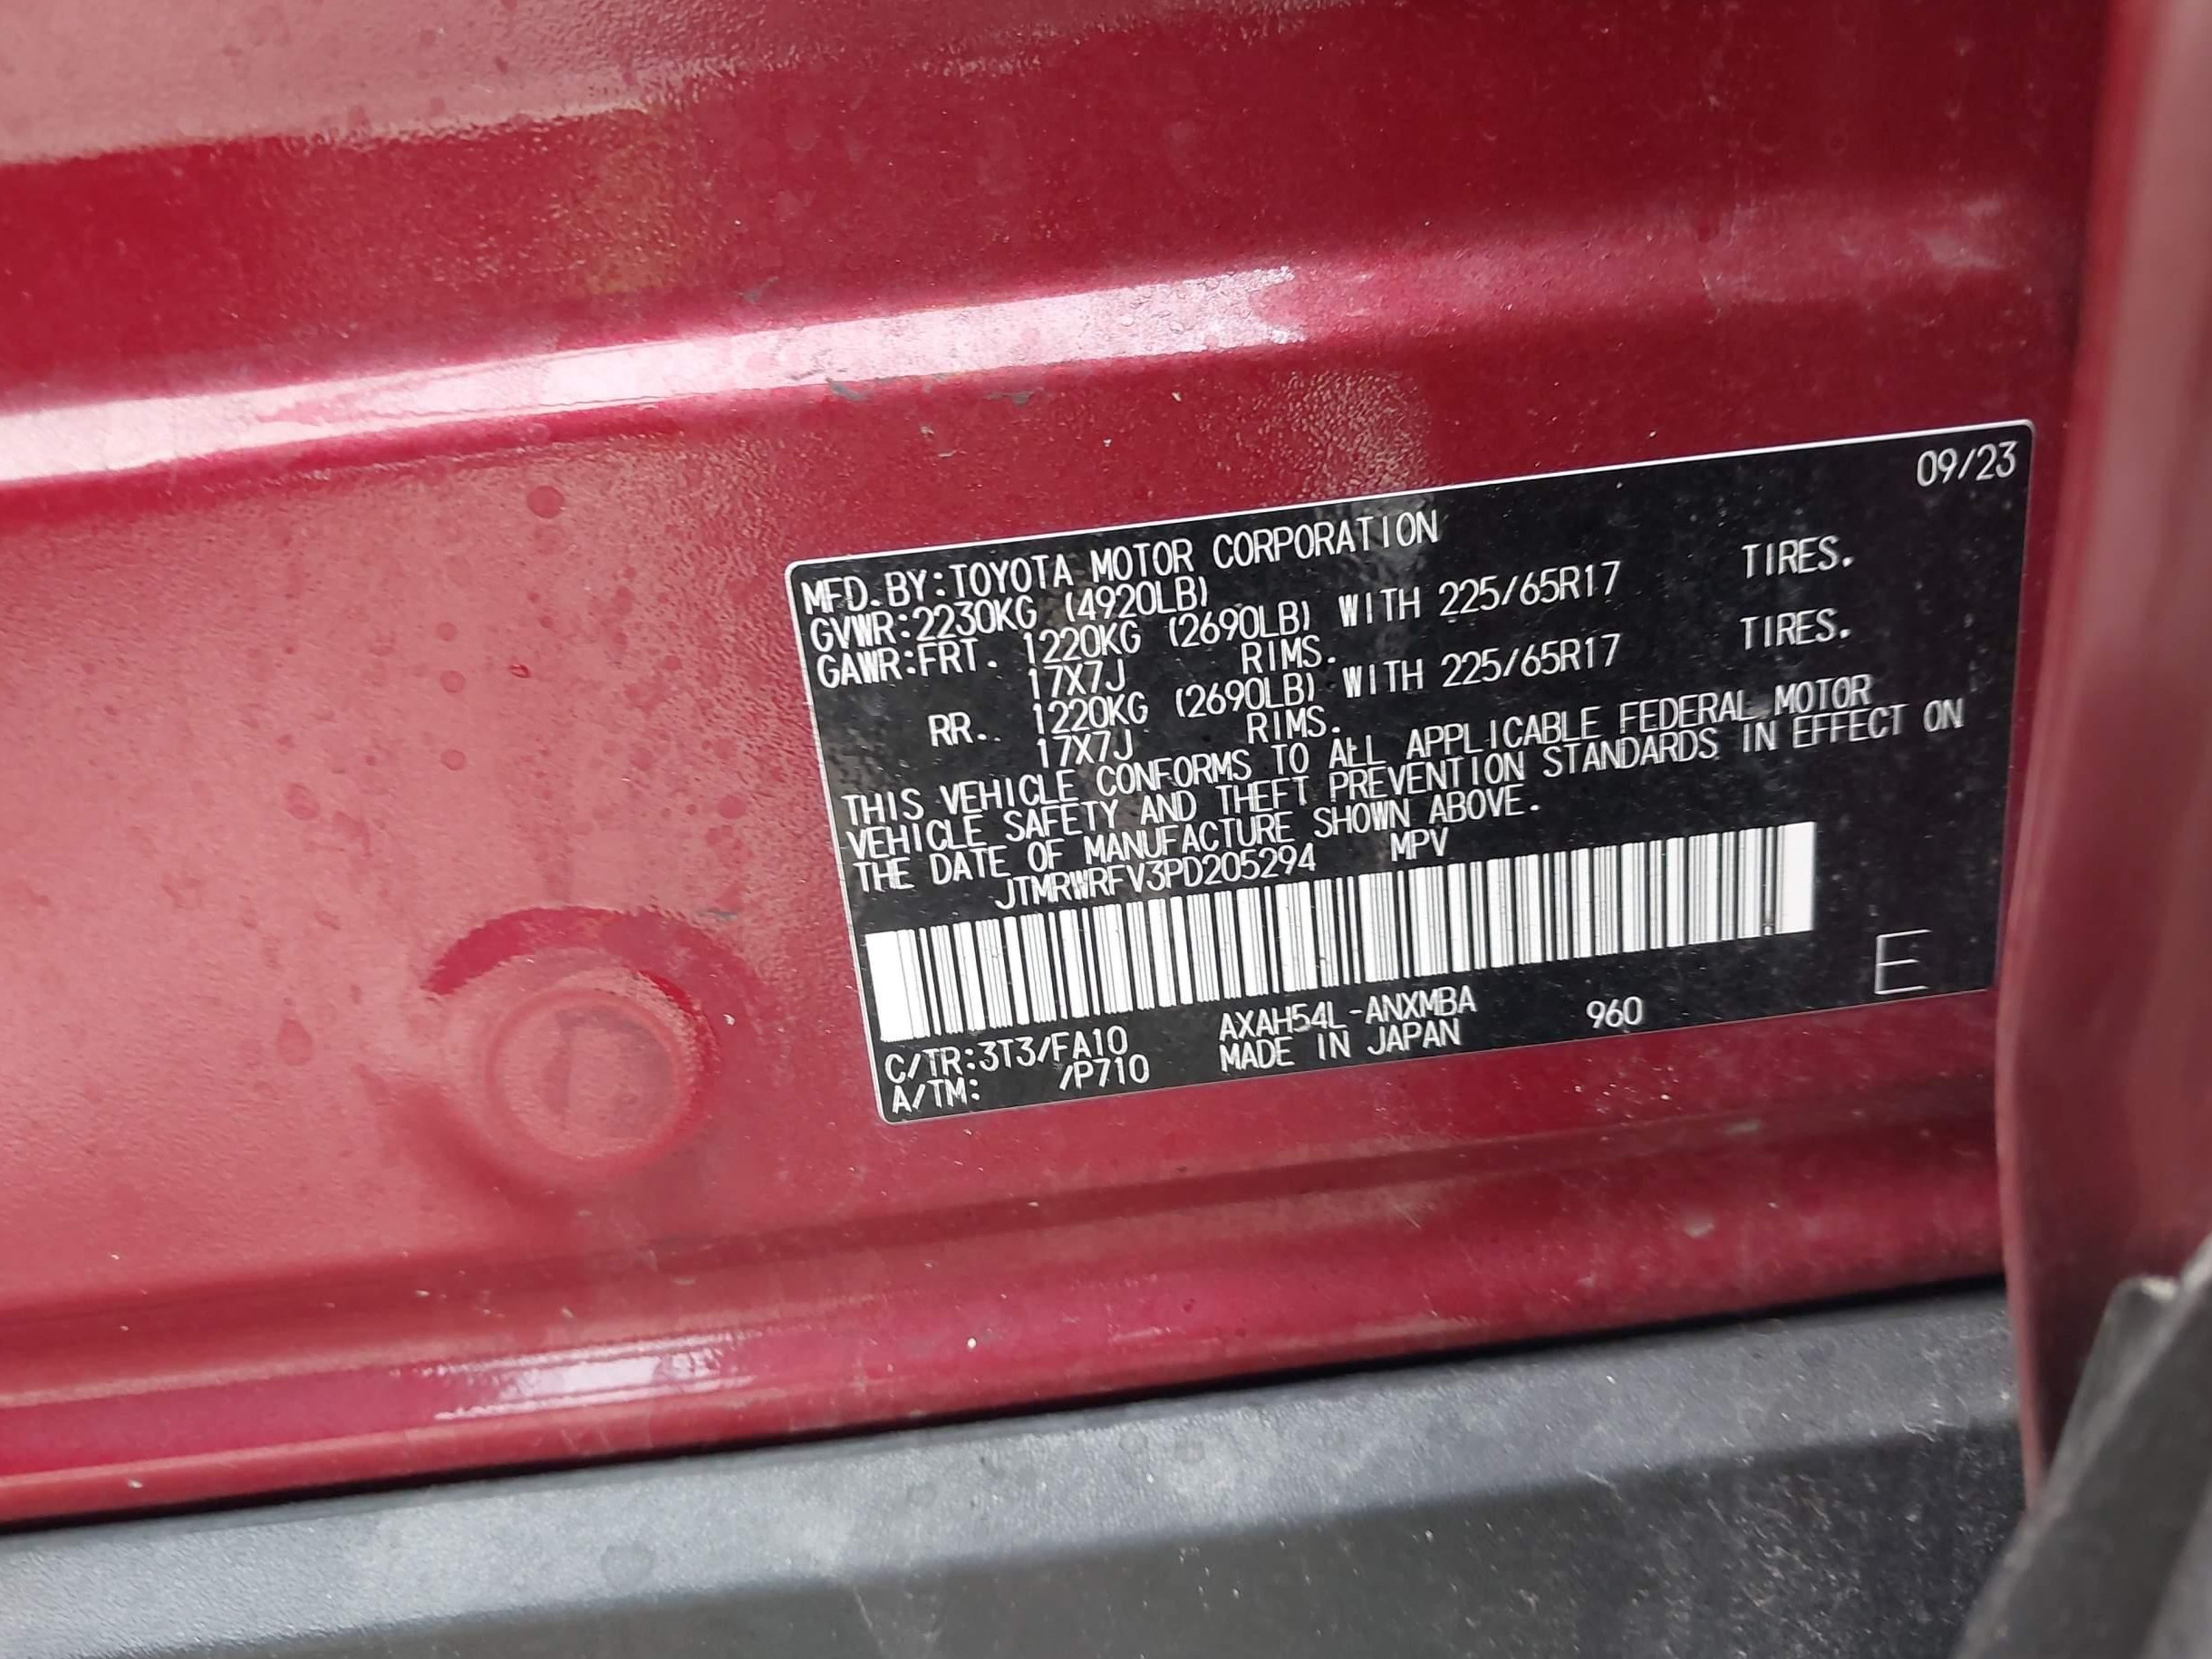 09/23
MFD. BY:TOYOTA MOTOR CORPORATION
GVWR:2230KG (4920LB)
GAWR:FRT. 1220KG (2690LB) WITH 225/65R17 TIRES.
17X7J RIMS.
RR. 1220KG (2690LB) WITH 225/65R17 TIRES.
17X7J RIMS.
THIS VEHICLE CONFORMS TO ALL APPLICABLE FEDERAL MOTOR
VEHICLE SAFETY AND THEFT PREVENTION STANDARDS IN EFFECT ON
THE DATE OF MANUFACTURE SHOWN ABOVE.
JTMRWRFV3PD205294 MPV
E
C/TR:3T3/FA10 AXAH54L-ANXMBA 960
A/TM: /P710 MADE IN JAPAN